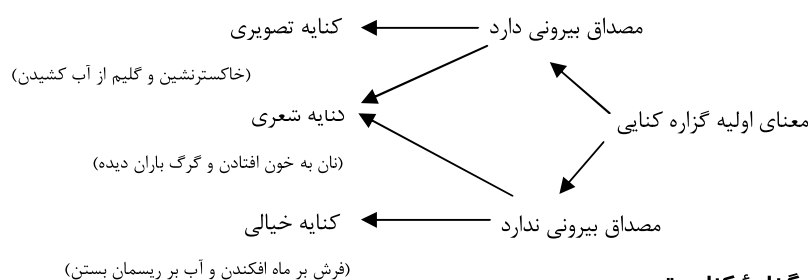 مصداق بیرونی دارد
کنایه تصویری
(خاکسترنشین و گلیم از آب کشیدن)
معنای اولیه گزاره کنایی
کنایه شعری
(نان به خون افتادن و گرگ باران دیده)
مصداق بیرونی ندارد
کنایه خیالی
(فرش بر ماه افکندن و آب بر ریسمان بستن)